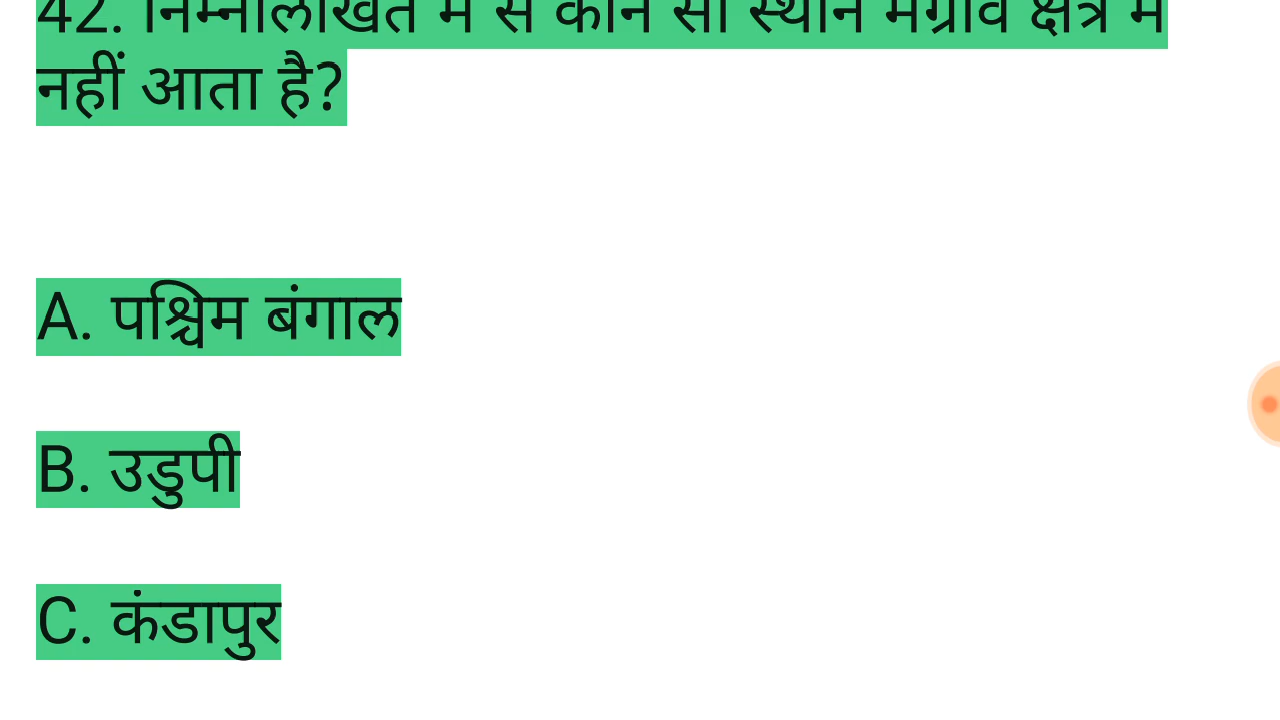 42. निम्नलिखित में से कौन सा स्थान मैंग्रोव क्षेत्र में
नहीं आता है?
A. पश्चिम बंगाल
B. उडुपी
C. कंडापुर